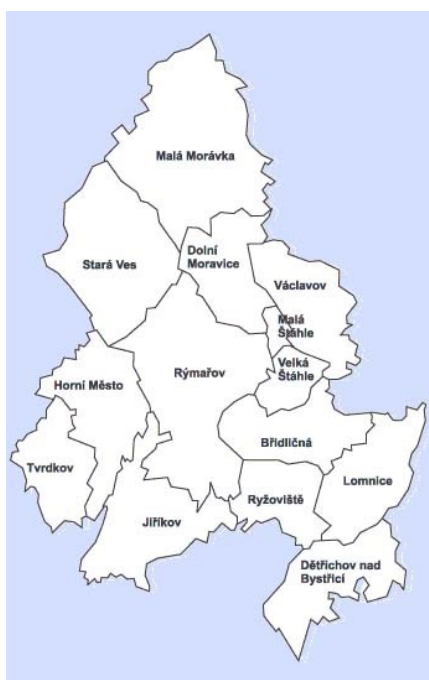 Malá Morávka
Stará Ves
Dolní
Moravice
Václavov
Malá
Štáhle
Velká
Štáhle
Rýmařov
Horní Město
Břidličná
Tvrdkov
Lomnice
Ryžoviště
Jiříkov
Dětřichov nad
Bystřicí